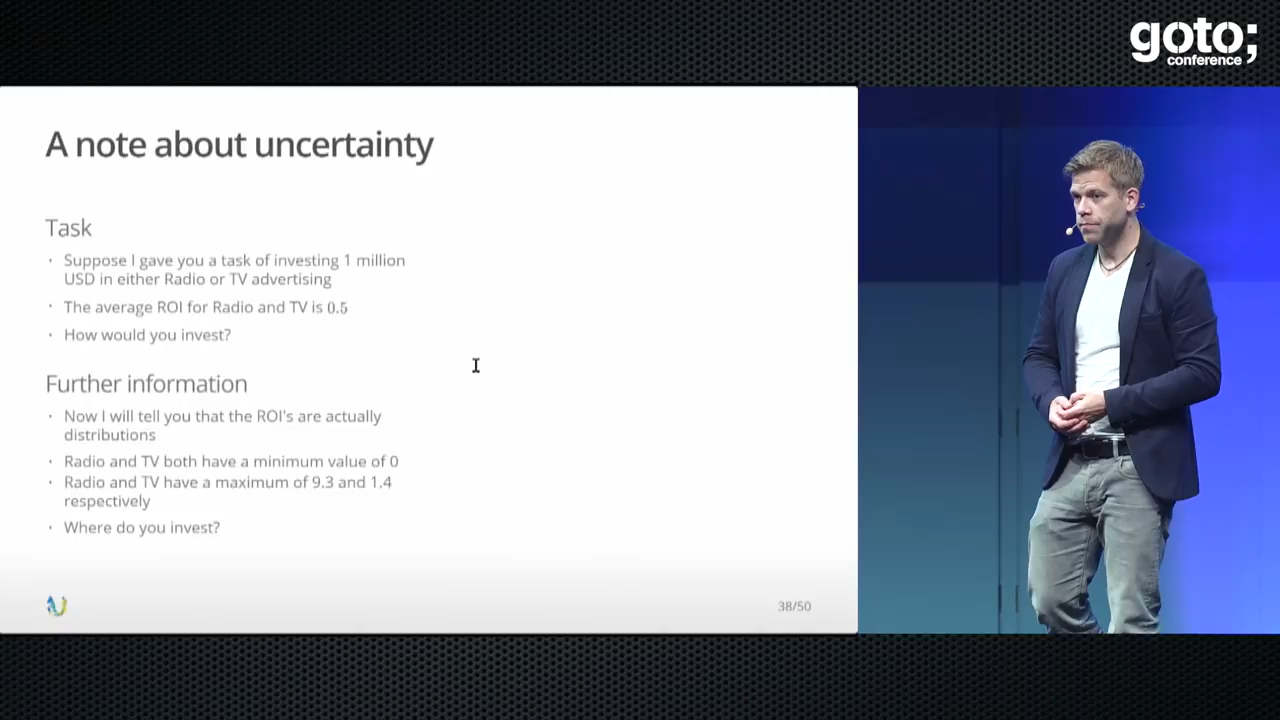 goto;
conference
A note about uncertainty
Task
· Suppose I gave you a task of investing 1 million
USD in either Radio or TV advertising
· The average ROI for Radio and TV is 0.5
· How would you invest?
Further information
· Now I will tell you that the ROI's are actually
distributions
· Radio and TV both have a minimum value of 0
· Radio and TV have a maximum of 9.3 and 1.4
respectively
· Where do you invest?
38/50